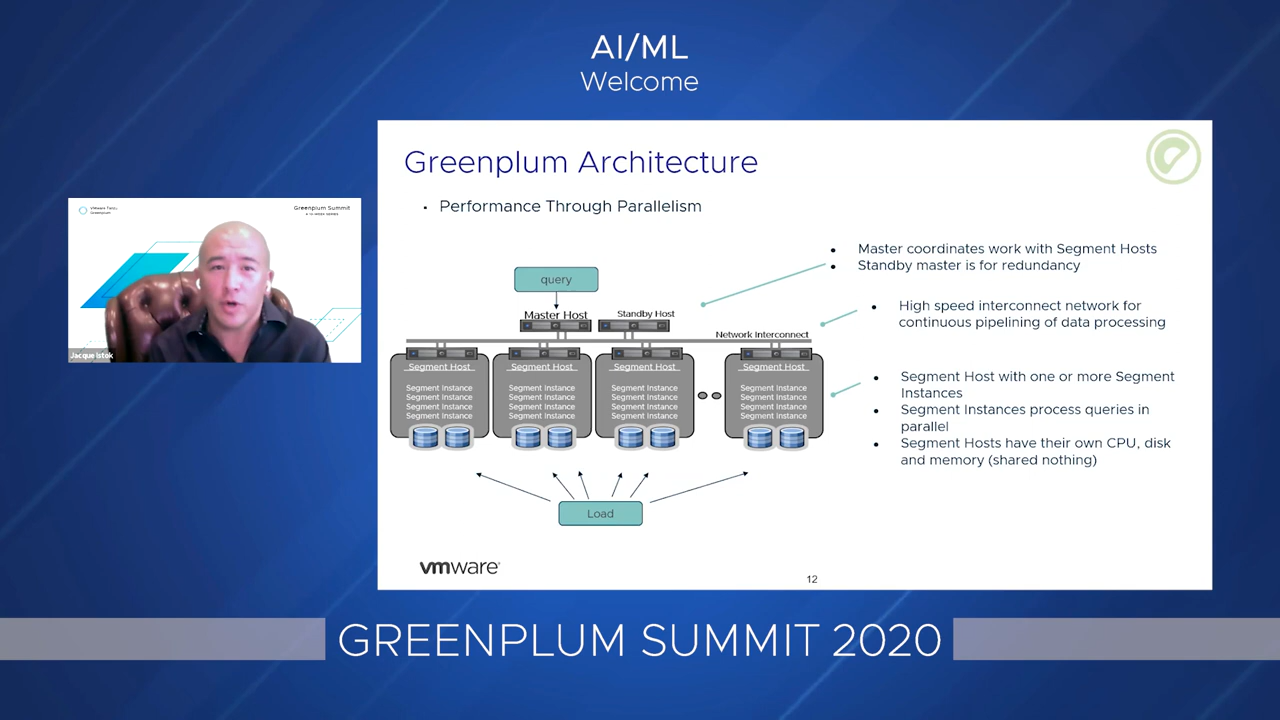 AI/ML
Welcome
VMware Tanzu
Greenplum
Greenplum Summit
Jacque Istok
Greenplum Architecture
• Performance Through Parallelism
query
Master Host
Standby Host
Network Interconnect
Segment Host
Segment Instance
Segment Instance
Segment Instance
Segment Instance
Segment Host
Segment Instance
Segment Instance
Segment Instance
Segment Instance
Segment Host
Segment Instance
Segment Instance
Segment Instance
Segment Instance
Segment Host
Segment Instance
Segment Instance
Segment Instance
Segment Instance
Load
• Master coordinates work with Segment Hosts
• Standby master is for redundancy
• High speed interconnect network for
continuous pipelining of data processing
• Segment Host with one or more Segment
Instances
• Segment Instances process queries in
parallel
• Segment Hosts have their own CPU, disk
and memory (shared nothing)
vmware®
12
GREENPLUM SUMMIT 2020